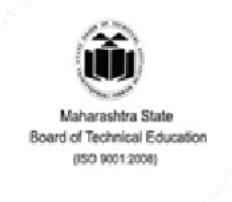 Maharashtra State
Board of Technical Education
(ISO 9001:2008)